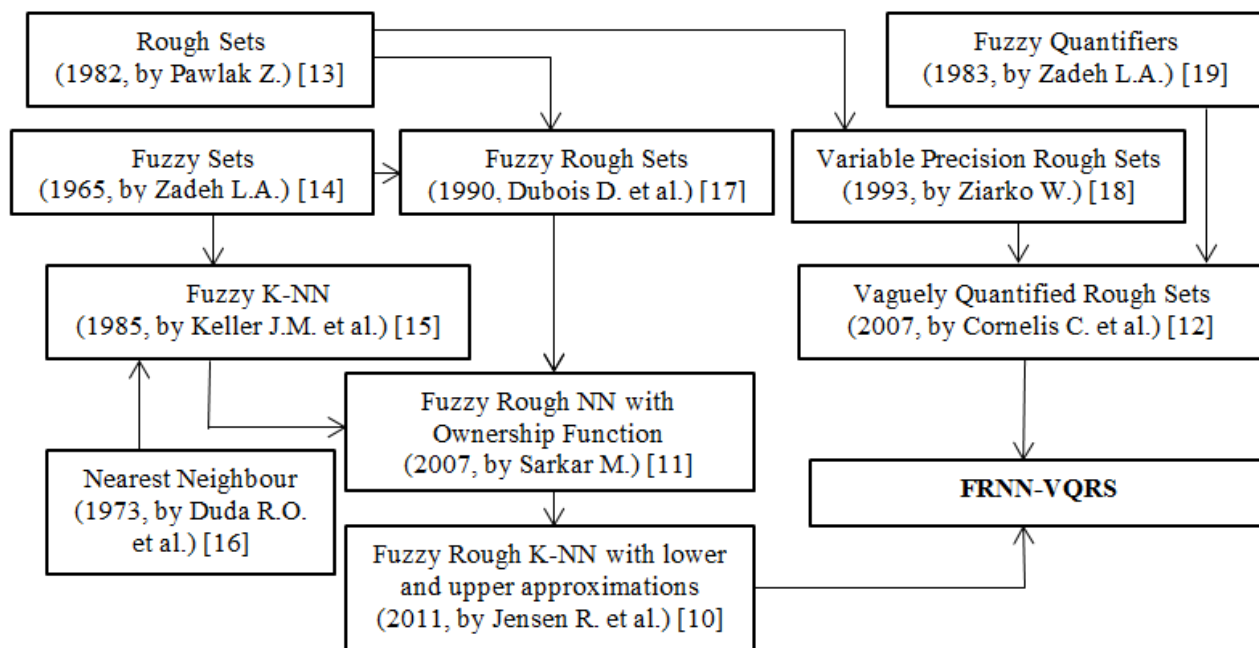 Rough Sets
(1982, by Pawlak Z.) [13]
Fuzzy Quantifiers
(1983, by Zadeh L.A.) [19]
Fuzzy Sets
(1965, by Zadeh L.A.) [14]
Fuzzy Rough Sets
(1990, Dubois D. et al.) [17]
Variable Precision Rough Sets
(1993, by Ziarko W.) [18]
Fuzzy K-NN
(1985, by Keller J.M. et al.) [15]
Vaguely Quantified Rough Sets
(2007, by Cornelis C. et al.) [12]
Fuzzy Rough NN with
Ownership Function
(2007, by Sarkar M.) [11]
Nearest Neighbour
(1973, by Duda R.O.
et al.) [16]
FRNN-VQRS
Fuzzy Rough K-NN with lower
and upper approximations
(2011, by Jensen R. et al.) [10]